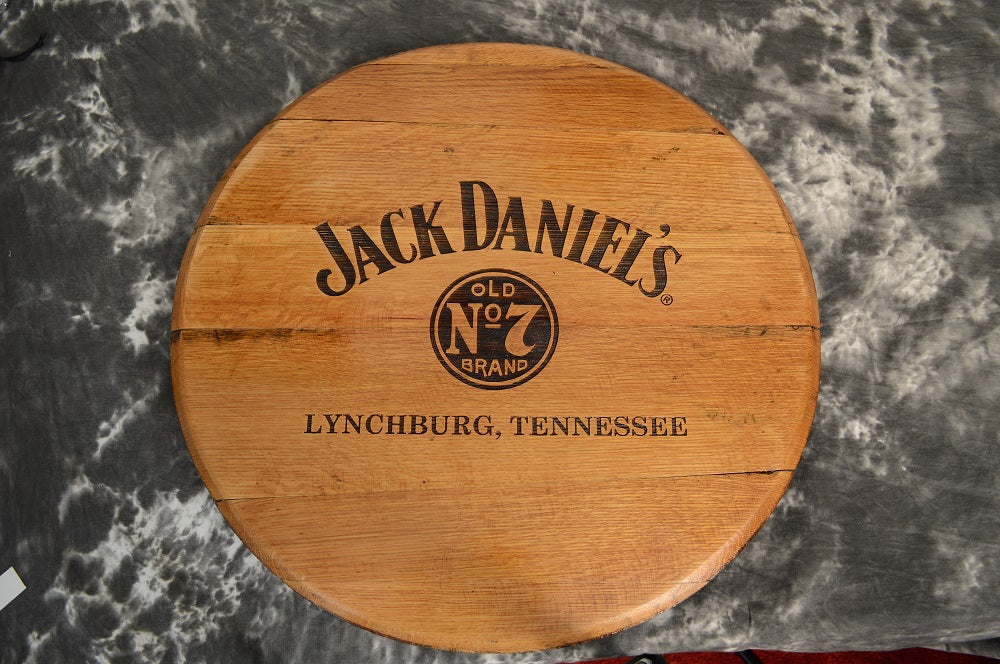 JACK DANIEL'S®
OLD
Nº7
BRAND
LYNCHBURG, TENNESSEE